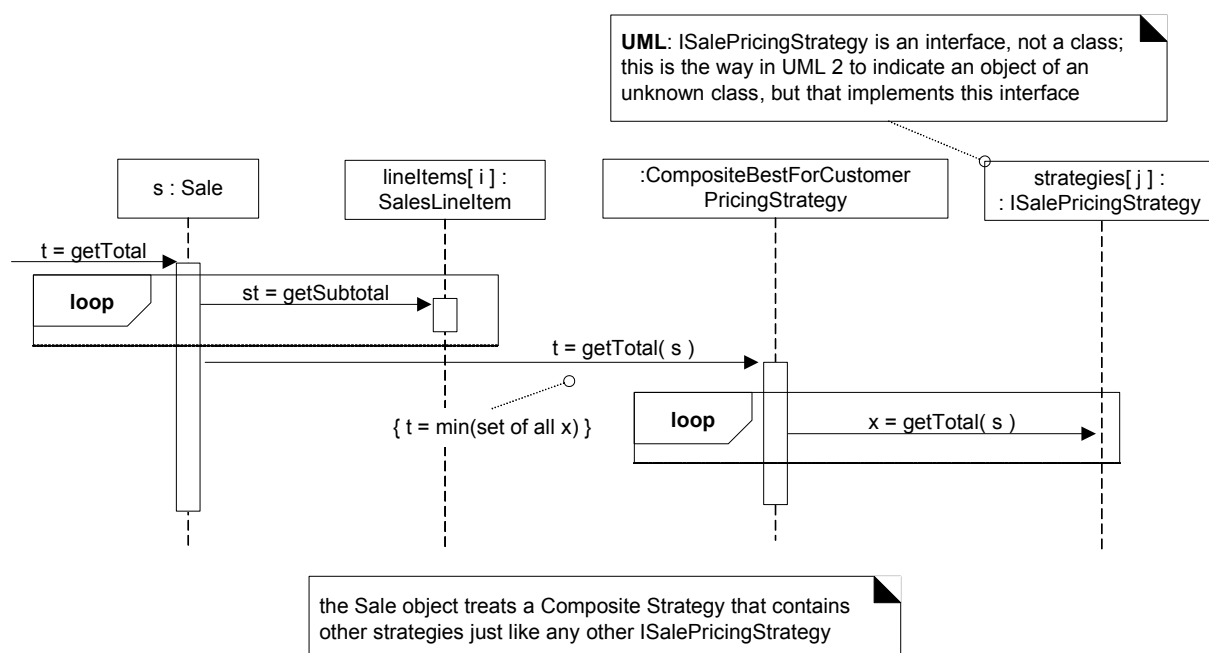 UML: ISalePricingStrategy is an interface, not a class;
this is the way in UML 2 to indicate an object of an
unknown class, but that implements this interface
s : Sale
lineItems[ i ] :
SalesLineItem
:CompositeBestForCustomer
PricingStrategy
strategies[ j ] :
: ISalePricingStrategy
t = getTotal
loop
st = getSubtotal
t = getTotal( s )
{ t = min(set of all x) }
loop
x = getTotal( s )
the Sale object treats a Composite Strategy that contains
other strategies just like any other ISalePricingStrategy